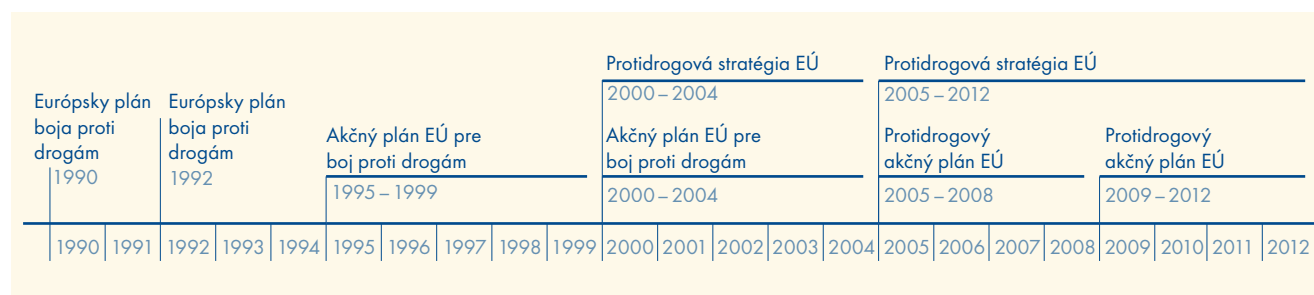 Európsky plán
boja proti
drogám
1990
Európsky plán
boja proti
drogám
1992
Akčný plán EÚ pre
boj proti drogám
1995 – 1999
Protidrogová stratégia EÚ
2000 – 2004
Akčný plán EÚ pre
boj proti drogám
2000 – 2004
Protidrogová stratégia EÚ
2005 – 2012
Protidrogový
akčný plán EÚ
2005 – 2008
Protidrogový
akčný plán EÚ
2009 – 2012
1990 1991 1992 1993 1994 1995 1996 1997 1998 1999 2000 2001 2002 2003 2004 2005 2006 2007 2008 2009 2010 2011 2012